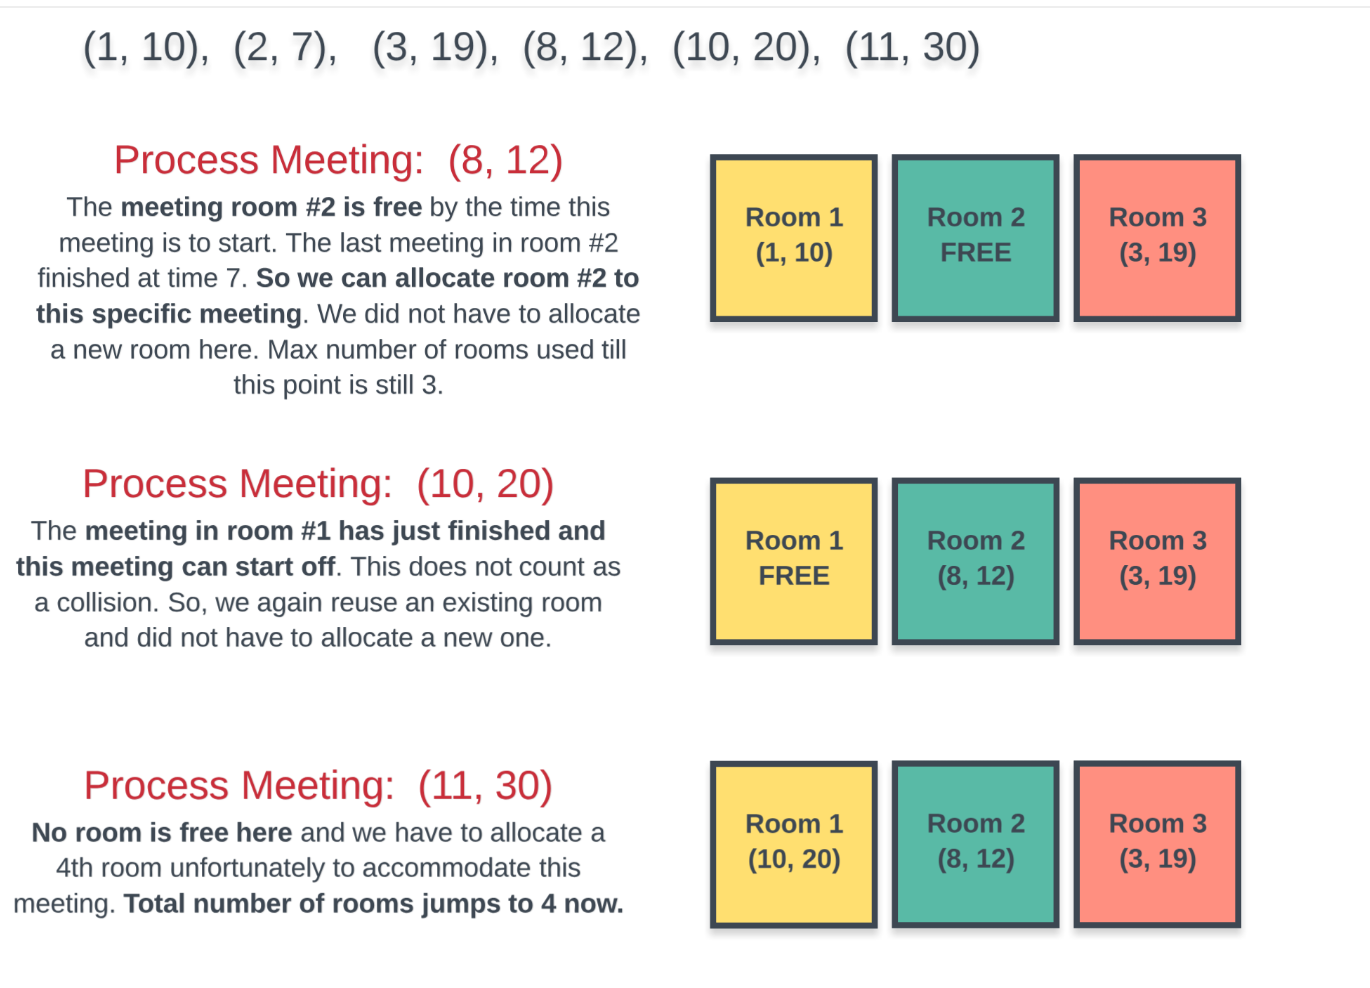 (1, 10), (2, 7), (3, 19), (8, 12), (10, 20), (11, 30)
Process Meeting: (8, 12)
The meeting room #2 is free by the time this
meeting is to start. The last meeting in room #2
finished at time 7. So we can allocate room #2 to
this specific meeting. We did not have to allocate
a new room here. Max number of rooms used till
this point is still 3.
Room 1
(1, 10)
Room 2
FREE
Room 3
(3, 19)
Process Meeting: (10, 20)
The meeting in room #1 has just finished and
this meeting can start off. This does not count as
a collision. So, we again reuse an existing room
and did not have to allocate a new one.
Room 1
FREE
Room 2
(8, 12)
Room 3
(3, 19)
Process Meeting: (11, 30)
No room is free here and we have to allocate a
4th room unfortunately to accommodate this
meeting. Total number of rooms jumps to 4 now.
Room 1
(10, 20)
Room 2
(8, 12)
Room 3
(3, 19)